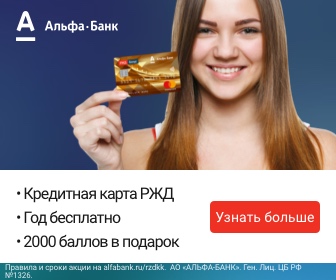 А Альфа·Банк
• Кредитная карта РЖД
• Год бесплатно
• 2000 баллов в подарок
Узнать больше
Правила и сроки акции на alfabank.ru/rzdkk. АО «АЛЬФА-БАНК». Ген. Лиц. ЦБ РФ
№1326.